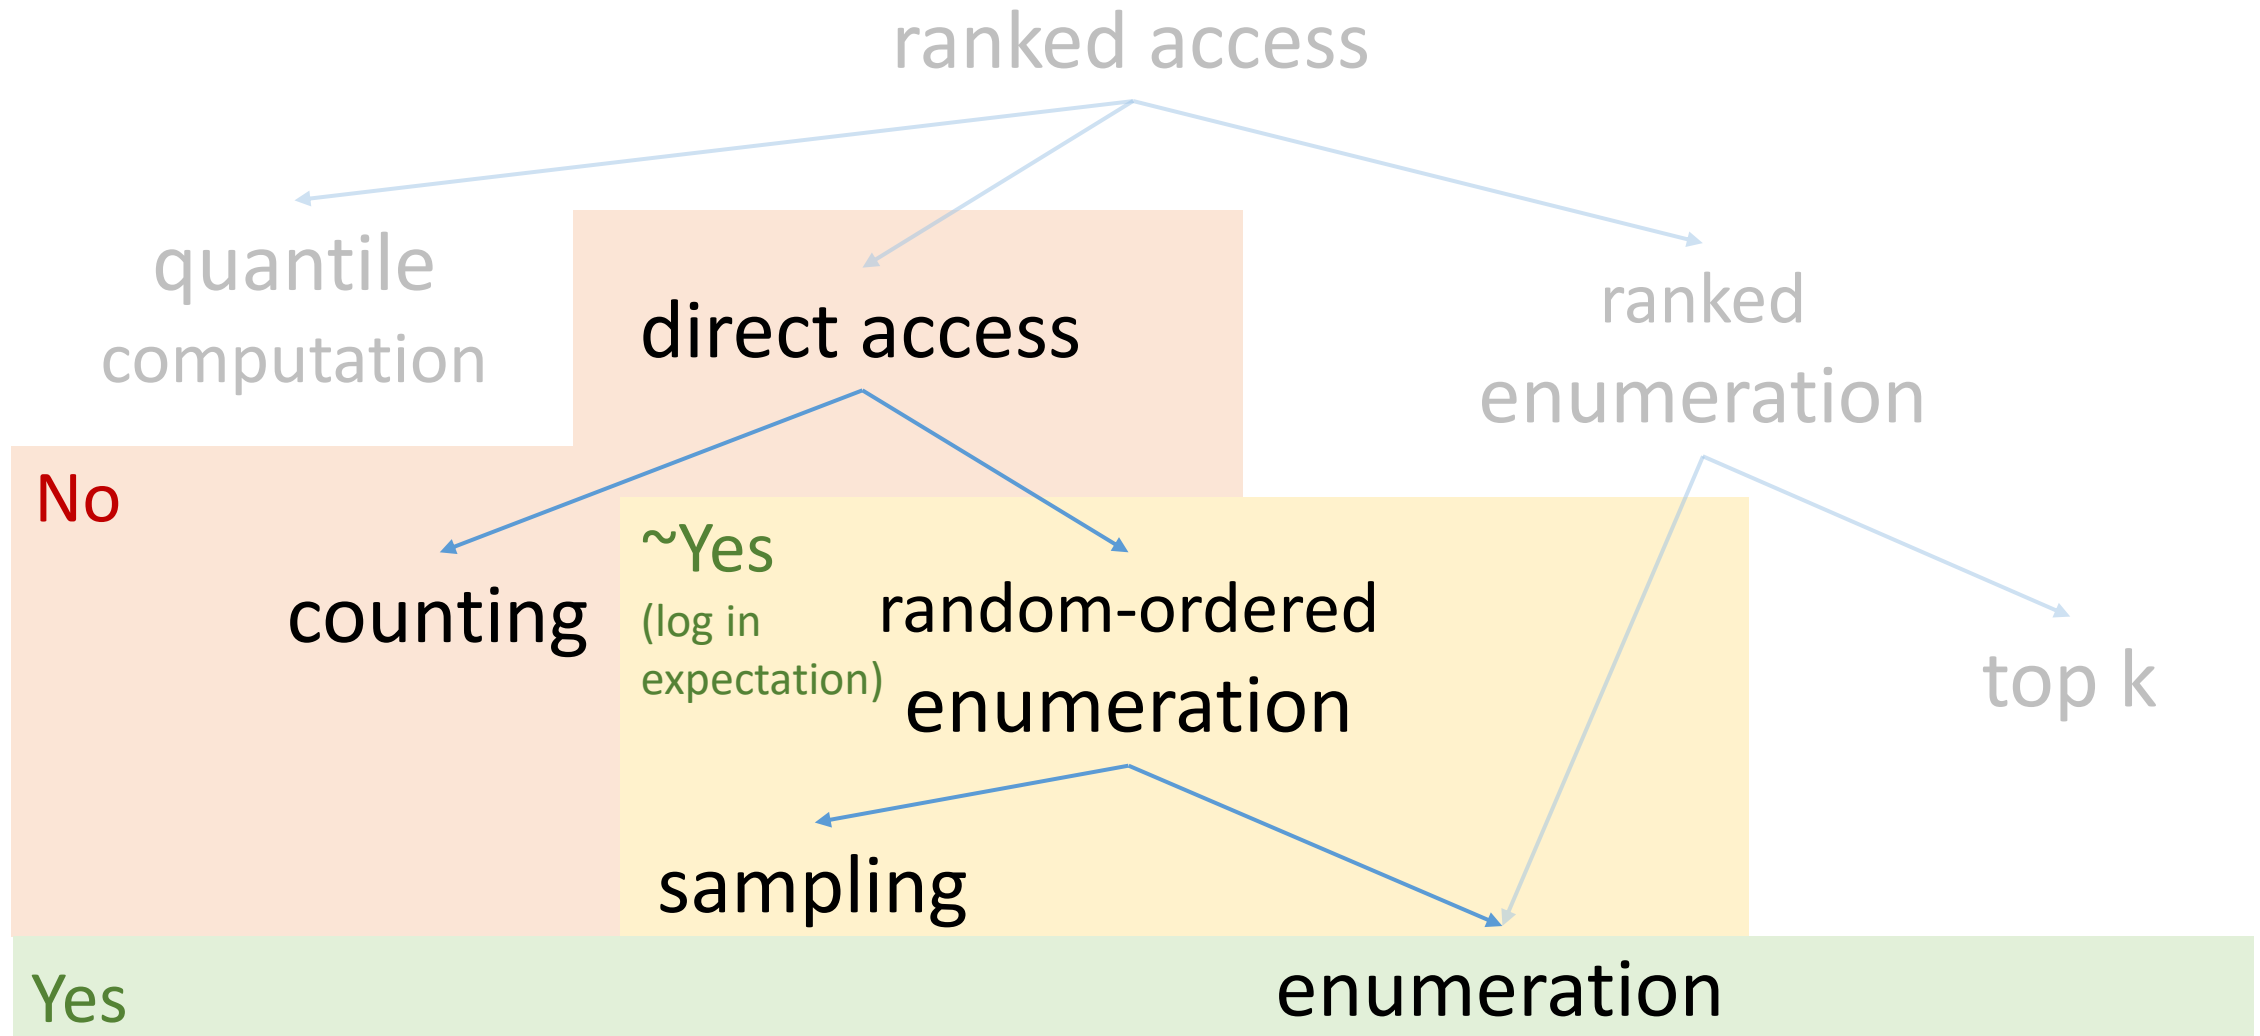 ranked access
quantile
computation
direct access
ranked
enumeration
No
counting
~Yes
(log in
expectation)
random-ordered
enumeration
top k
sampling
Yes
enumeration